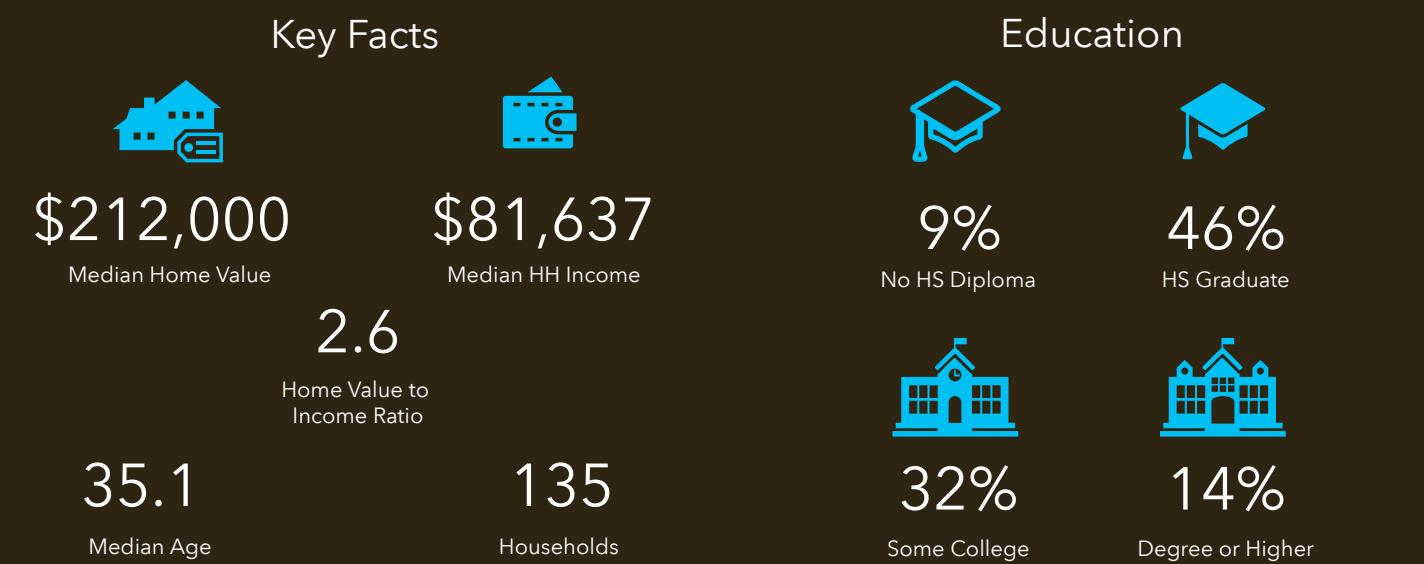 Key Facts
$212,000
Median Home Value
$81,637
Median HH Income
2.6
Home Value to
Income Ratio
35.1
Median Age
135
Households
Education
9%
No HS Diploma
46%
HS Graduate
32%
Some College
14%
Degree or Higher